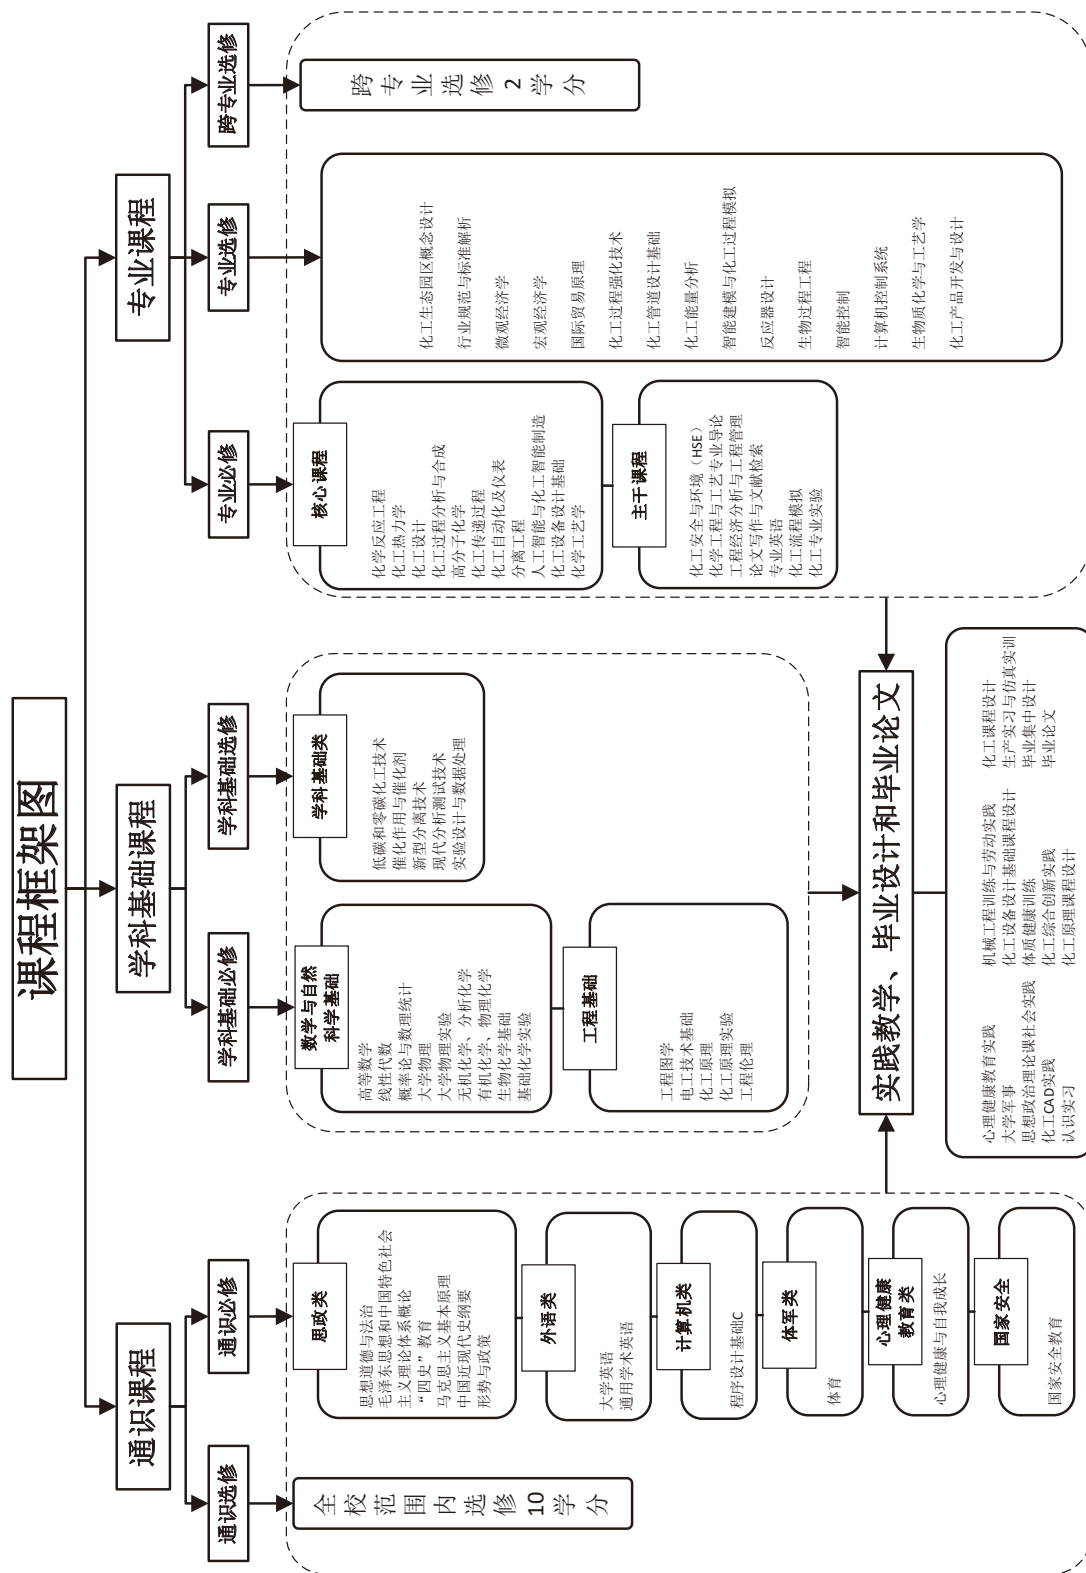 课程框架图
通识课程
学科基础课程
专业课程
通识选修
通识必修
学科基础必修
学科基础选修
专业必修
专业选修
跨专业选修
全校范围内选修10学分
思政类
思想道德与法治
毛泽东思想和中国特色社会
主义理论体系概论
“四史”教育
马克思主义基本原理
中国近现代史纲要
形势与政策
外语类
大学英语
通用学术英语
计算机类
程序设计基础C
体军类
体育
心理健康
教育类
心理健康与自我成长
国家安全
国家安全教育
数学与自然
科学基础
高等数学
线性代数
概率论与数理统计
大学物理
大学物理实验
无机化学、分析化学
有机化学、物理化学
生物化学基础
基础化学实验
工程基础
工程图学
电工技术基础
化工原理
化工原理实验
工程伦理
学科基础类
低碳和零碳化工技术
催化作用与催化剂
新型分离技术
现代分析测试技术
实验设计与数据处理
核心课程
化学反应工程
化工热力学
化工设计
化工过程分析与合成
高分子化学
化工传递过程
化工自动化及仪表
分离工程
人工智能与化工智能制造
化工设备设计基础
化学工艺学
主干课程
化工安全与环境（HSE）
化学工程与工艺专业导论
工程经济分析与工程管理
论文写作与文献检索
专业英语
化工流程模拟
化工专业实验
化工生态园区概念设计
行业规范与标准解析
微观经济学
宏观经济学
国际贸易原理
化工过程强化技术
化工管道设计基础
化工能量分析
智能建模与化工过程模拟
反应器设计
生物过程工程
智能控制
计算机控制系统
生物质化学与工艺学
化工产品开发与设计
跨专业选修2学分
实践教学、毕业设计和毕业论文
心理健康教育实践
大学军事
思想政治理论课社会实践
化工CAD实践
认识实习
机械工程训练与劳动实践
化工设备设计基础课程设计
体质健康训练
化工综合创新实践
化工原理课程设计
化工课程设计
生产实习与仿真实训
毕业集中设计
毕业论文